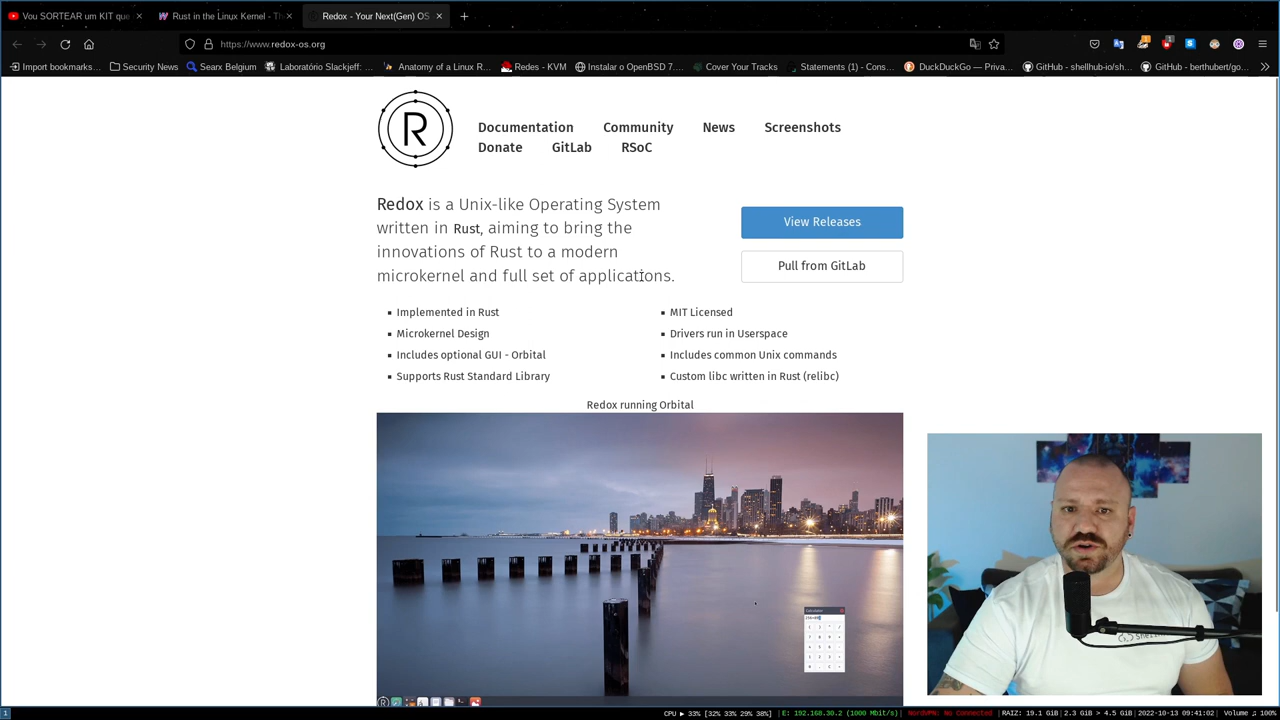 Vou SORTEAR um KIT que
Rust in the Linux Kernel - Th
Redox - Your Next(Gen) OS
https://www.redox-os.org
Import bookmarks...
Security News
Searx Belgium
Laboratório Slackjeff: ...
Anatomy of a Linux R...
Redes - KVM
Instalar o OpenBSD 7....
Cover Your Tracks
Statements (1) - Cons...
DuckDuckGo — Priva...
GitHub - shellhub-io/sh...
GitHub - berthubert/go...
R
Documentation Community News Screenshots
Donate GitLab RSoC
Redox is a Unix-like Operating System
written in Rust, aiming to bring the
innovations of Rust to a modern
microkernel and full set of applications.
View Releases
Pull from GitLab
Implemented in Rust
Microkernel Design
Includes optional GUI - Orbital
Supports Rust Standard Library
MIT Licensed
Drivers run in Userspace
Includes common Unix commands
Custom libc written in Rust (relibc)
Redox running Orbital
Calculator
1 CPU ▶ 33% [32% 33% 29% 38%] |E: 192.168.30.2 (1000 Mbit/s)| NordVPN: No Connected |RAIZ: 19.1 GiB|2.3 GiB > 4.5 GiB|2022-10-13 09:41:02 |Volume ♫ 100%